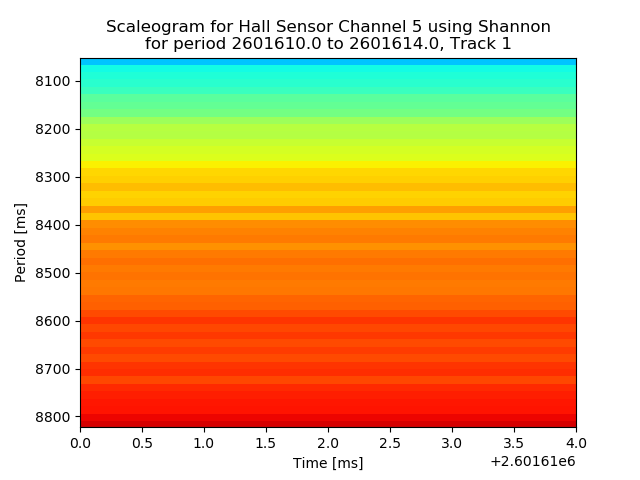 Scaleogram for Hall Sensor Channel 5 using Shannon
for period 2601610.0 to 2601614.0, Track 1
Period [ms]
8100
8200
8300
8400
8500
8600
8700
8800
0.0 0.5 1.0 1.5 2.0 2.5 3.0 3.5 4.0
Time [ms]
+2.60161e6